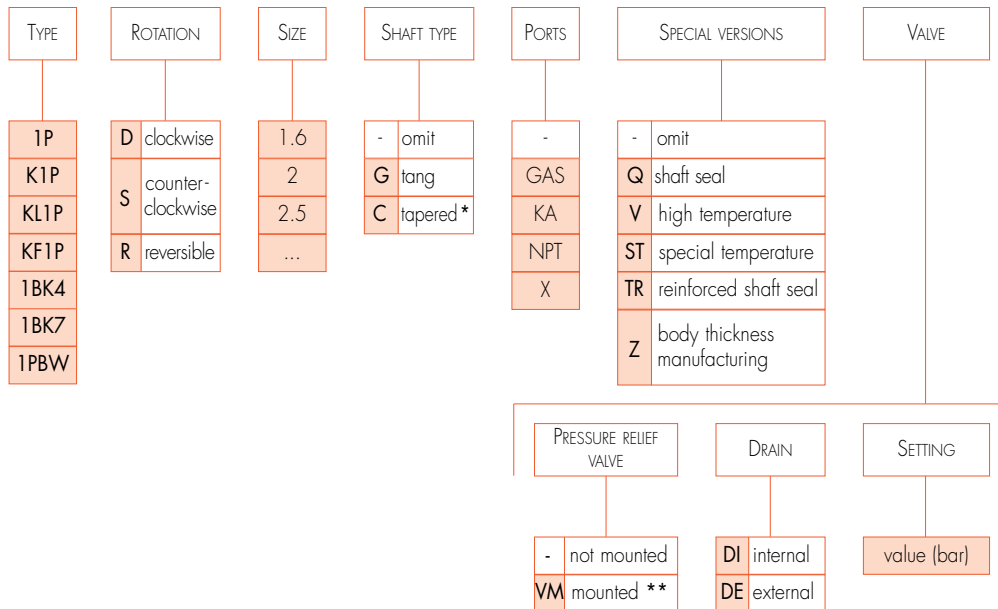 TYPE ROTATION SIZE SHAFT TYPE PORTS SPECIAL VERSIONS VALVE
1P
K1P
KL1P
KF1P
1BK4
1BK7
1PBW
D clockwise
S counter-
clockwise
R reversible
1.6
2
2.5
...
- omit
G tang
C tapered*
-
GAS
KA
NPT
X
- omit
Q shaft seal
V high temperature
ST special temperature
TR reinforced shaft seal
Z body thickness
manufacturing
PRESSURE RELIEF
VALVE
DRAIN
SETTING
- not mounted
VM mounted **
DI internal
DE external
value (bar)